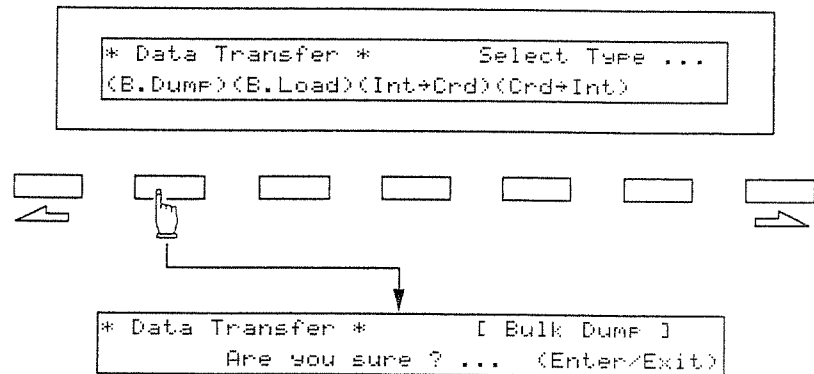 * Data Transfer * Select Type ...
(B.Dump)(B.Load)(Int→Crd)(Crd→Int)
* Data Transfer * [ Bulk Dump ]
Are you sure ? ... (Enter/Exit)